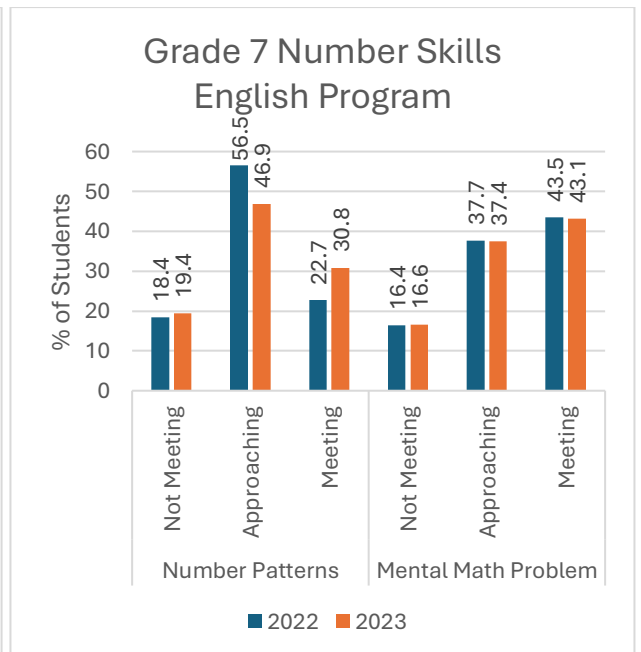 Grade 7 Number Skills
English Program
% of Students
60
50
40
30
20
10
0
18.4
19.4
56.5
46.9
22.7
30.8
16.4
16.6
37.7
37.4
43.5
43.1
Not Meeting
Approaching
Meeting
Not Meeting
Approaching
Meeting
Number Patterns
Mental Math Problem
2022
2023